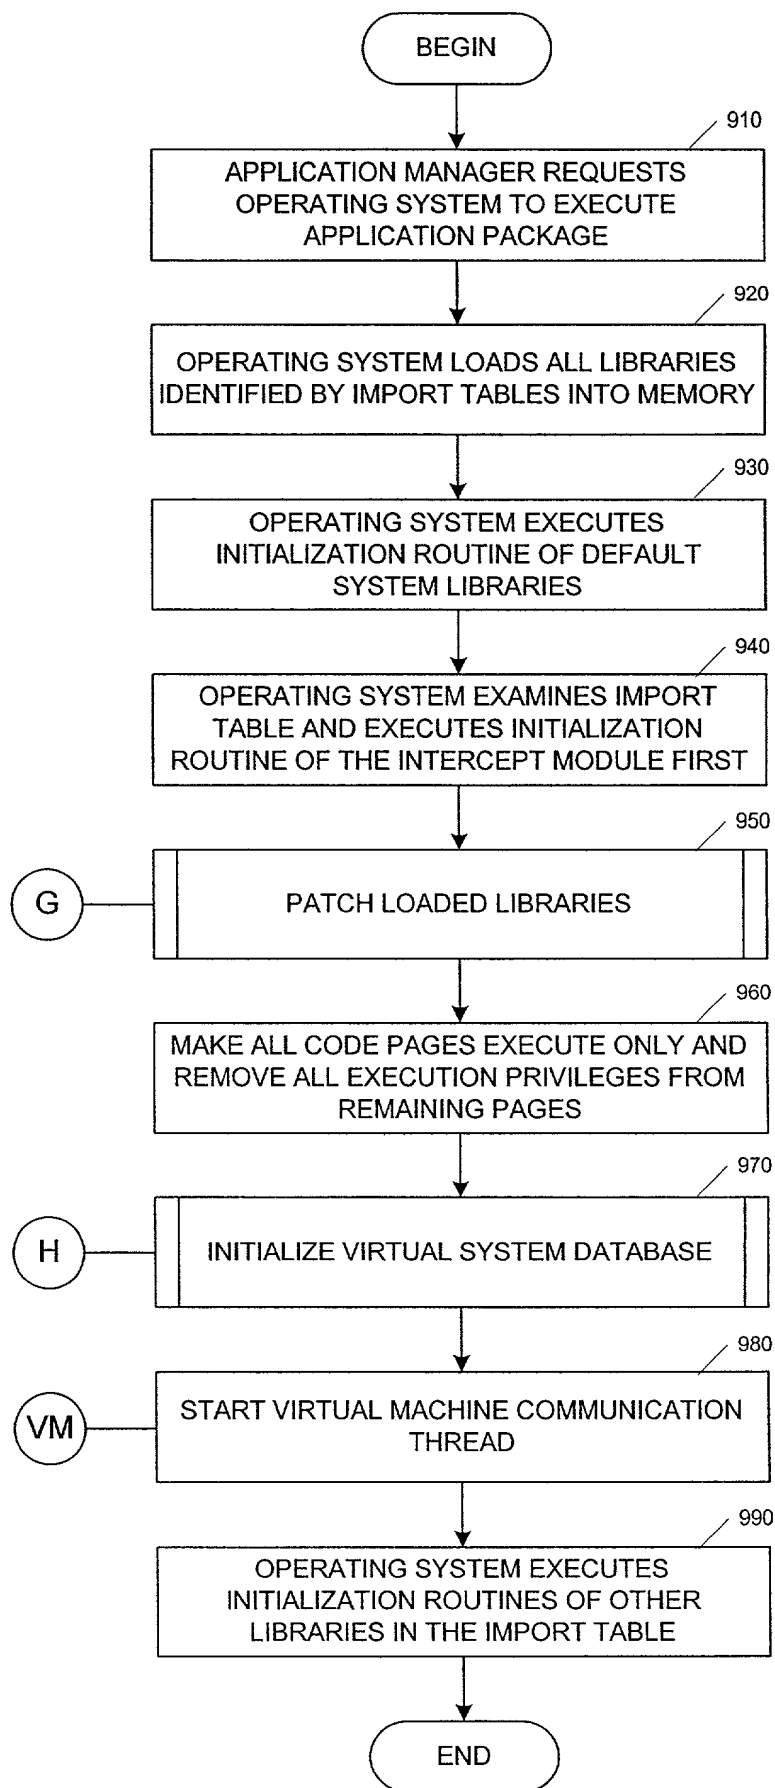 BEGIN
910
APPLICATION MANAGER REQUESTS
OPERATING SYSTEM TO EXECUTE
APPLICATION PACKAGE
920
OPERATING SYSTEM LOADS ALL LIBRARIES
IDENTIFIED BY IMPORT TABLES INTO MEMORY
930
OPERATING SYSTEM EXECUTES
INITIALIZATION ROUTINE OF DEFAULT
SYSTEM LIBRARIES
940
OPERATING SYSTEM EXAMINES IMPORT
TABLE AND EXECUTES INITIALIZATION
ROUTINE OF THE INTERCEPT MODULE FIRST
950
G
PATCH LOADED LIBRARIES
960
MAKE ALL CODE PAGES EXECUTE ONLY AND
REMOVE ALL EXECUTION PRIVILEGES FROM
REMAINING PAGES
970
H
INITIALIZE VIRTUAL SYSTEM DATABASE
980
VM
START VIRTUAL MACHINE COMMUNICATION
THREAD
990
OPERATING SYSTEM EXECUTES
INITIALIZATION ROUTINES OF OTHER
LIBRARIES IN THE IMPORT TABLE
END